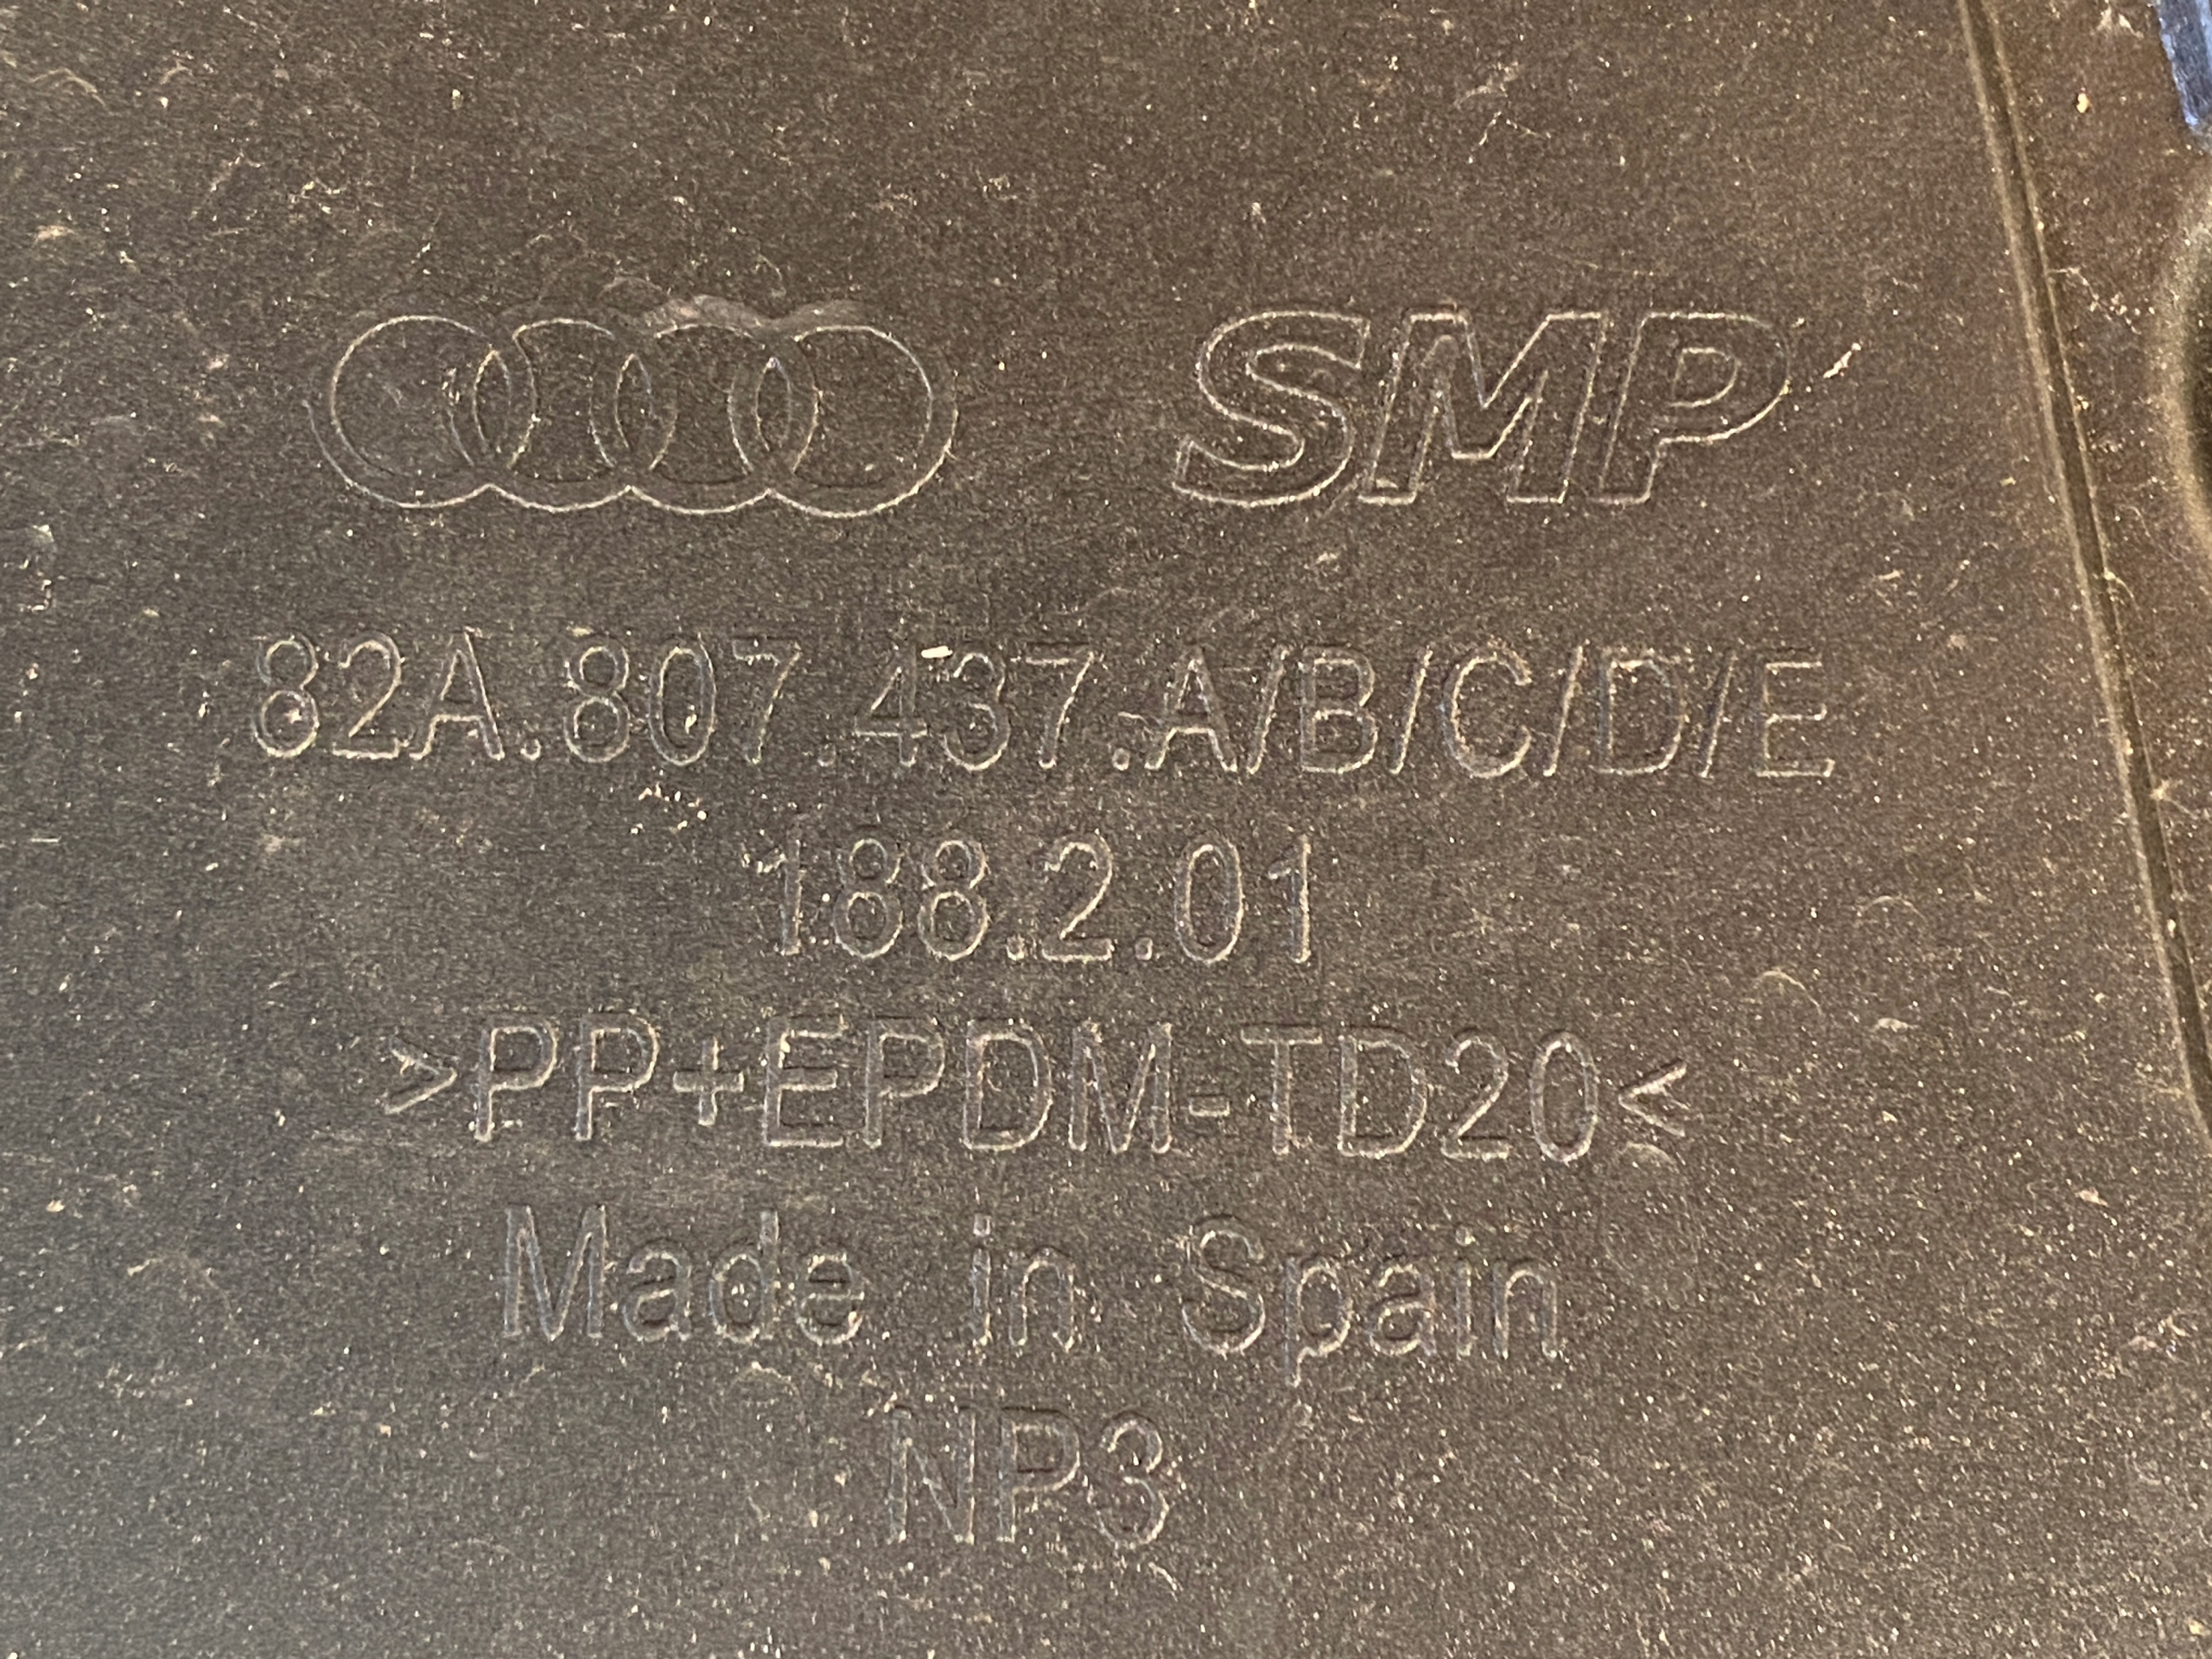 SMP
82A.807.437.A/B/C/D/E
188.2.01
>PP+EPDM-TD20<
Made in Spain
NP3